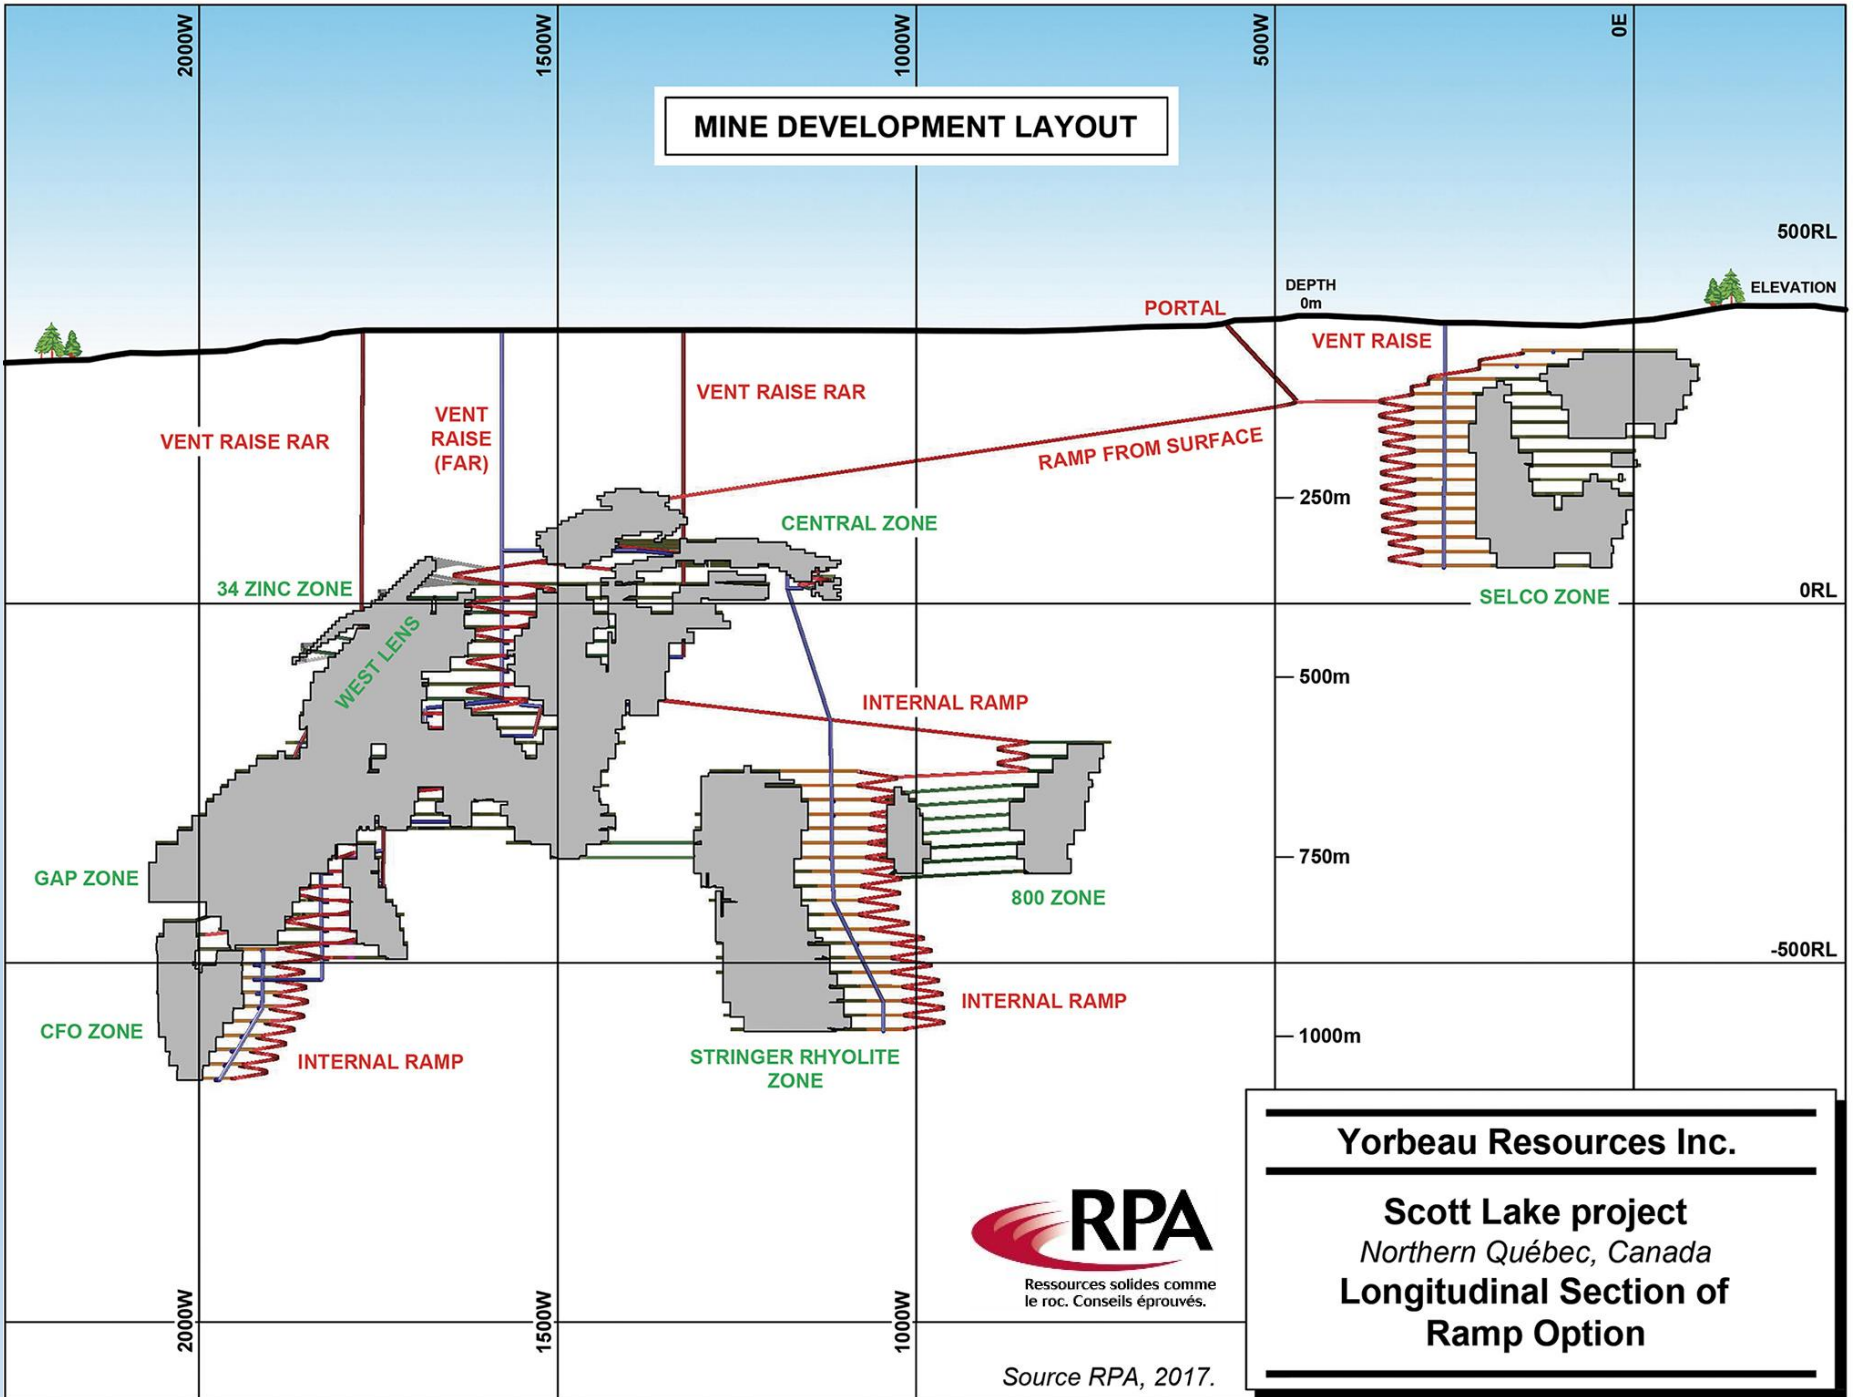 2000W
1500W
1000W
500W
0E
MINE DEVELOPMENT LAYOUT
500RL
DEPTH
0m
ELEVATION
PORTAL
VENT RAISE
VENT RAISE RAR
VENT
RAISE
(FAR)
VENT RAISE RAR
RAMP FROM SURFACE
250m
CENTRAL ZONE
34 ZINC ZONE
SELCO ZONE
0RL
WEST LENS
500m
INTERNAL RAMP
750m
GAP ZONE
800 ZONE
-500RL
INTERNAL RAMP
CFO ZONE
1000m
INTERNAL RAMP
STRINGER RHYOLITE
ZONE
Yorbeau Resources Inc.
Scott Lake project
Northern Québec, Canada
Longitudinal Section of
Ramp Option
RPA
Ressources solides comme
le roc. Conseils éprouvés.
2000W
1500W
1000W
Source RPA, 2017.